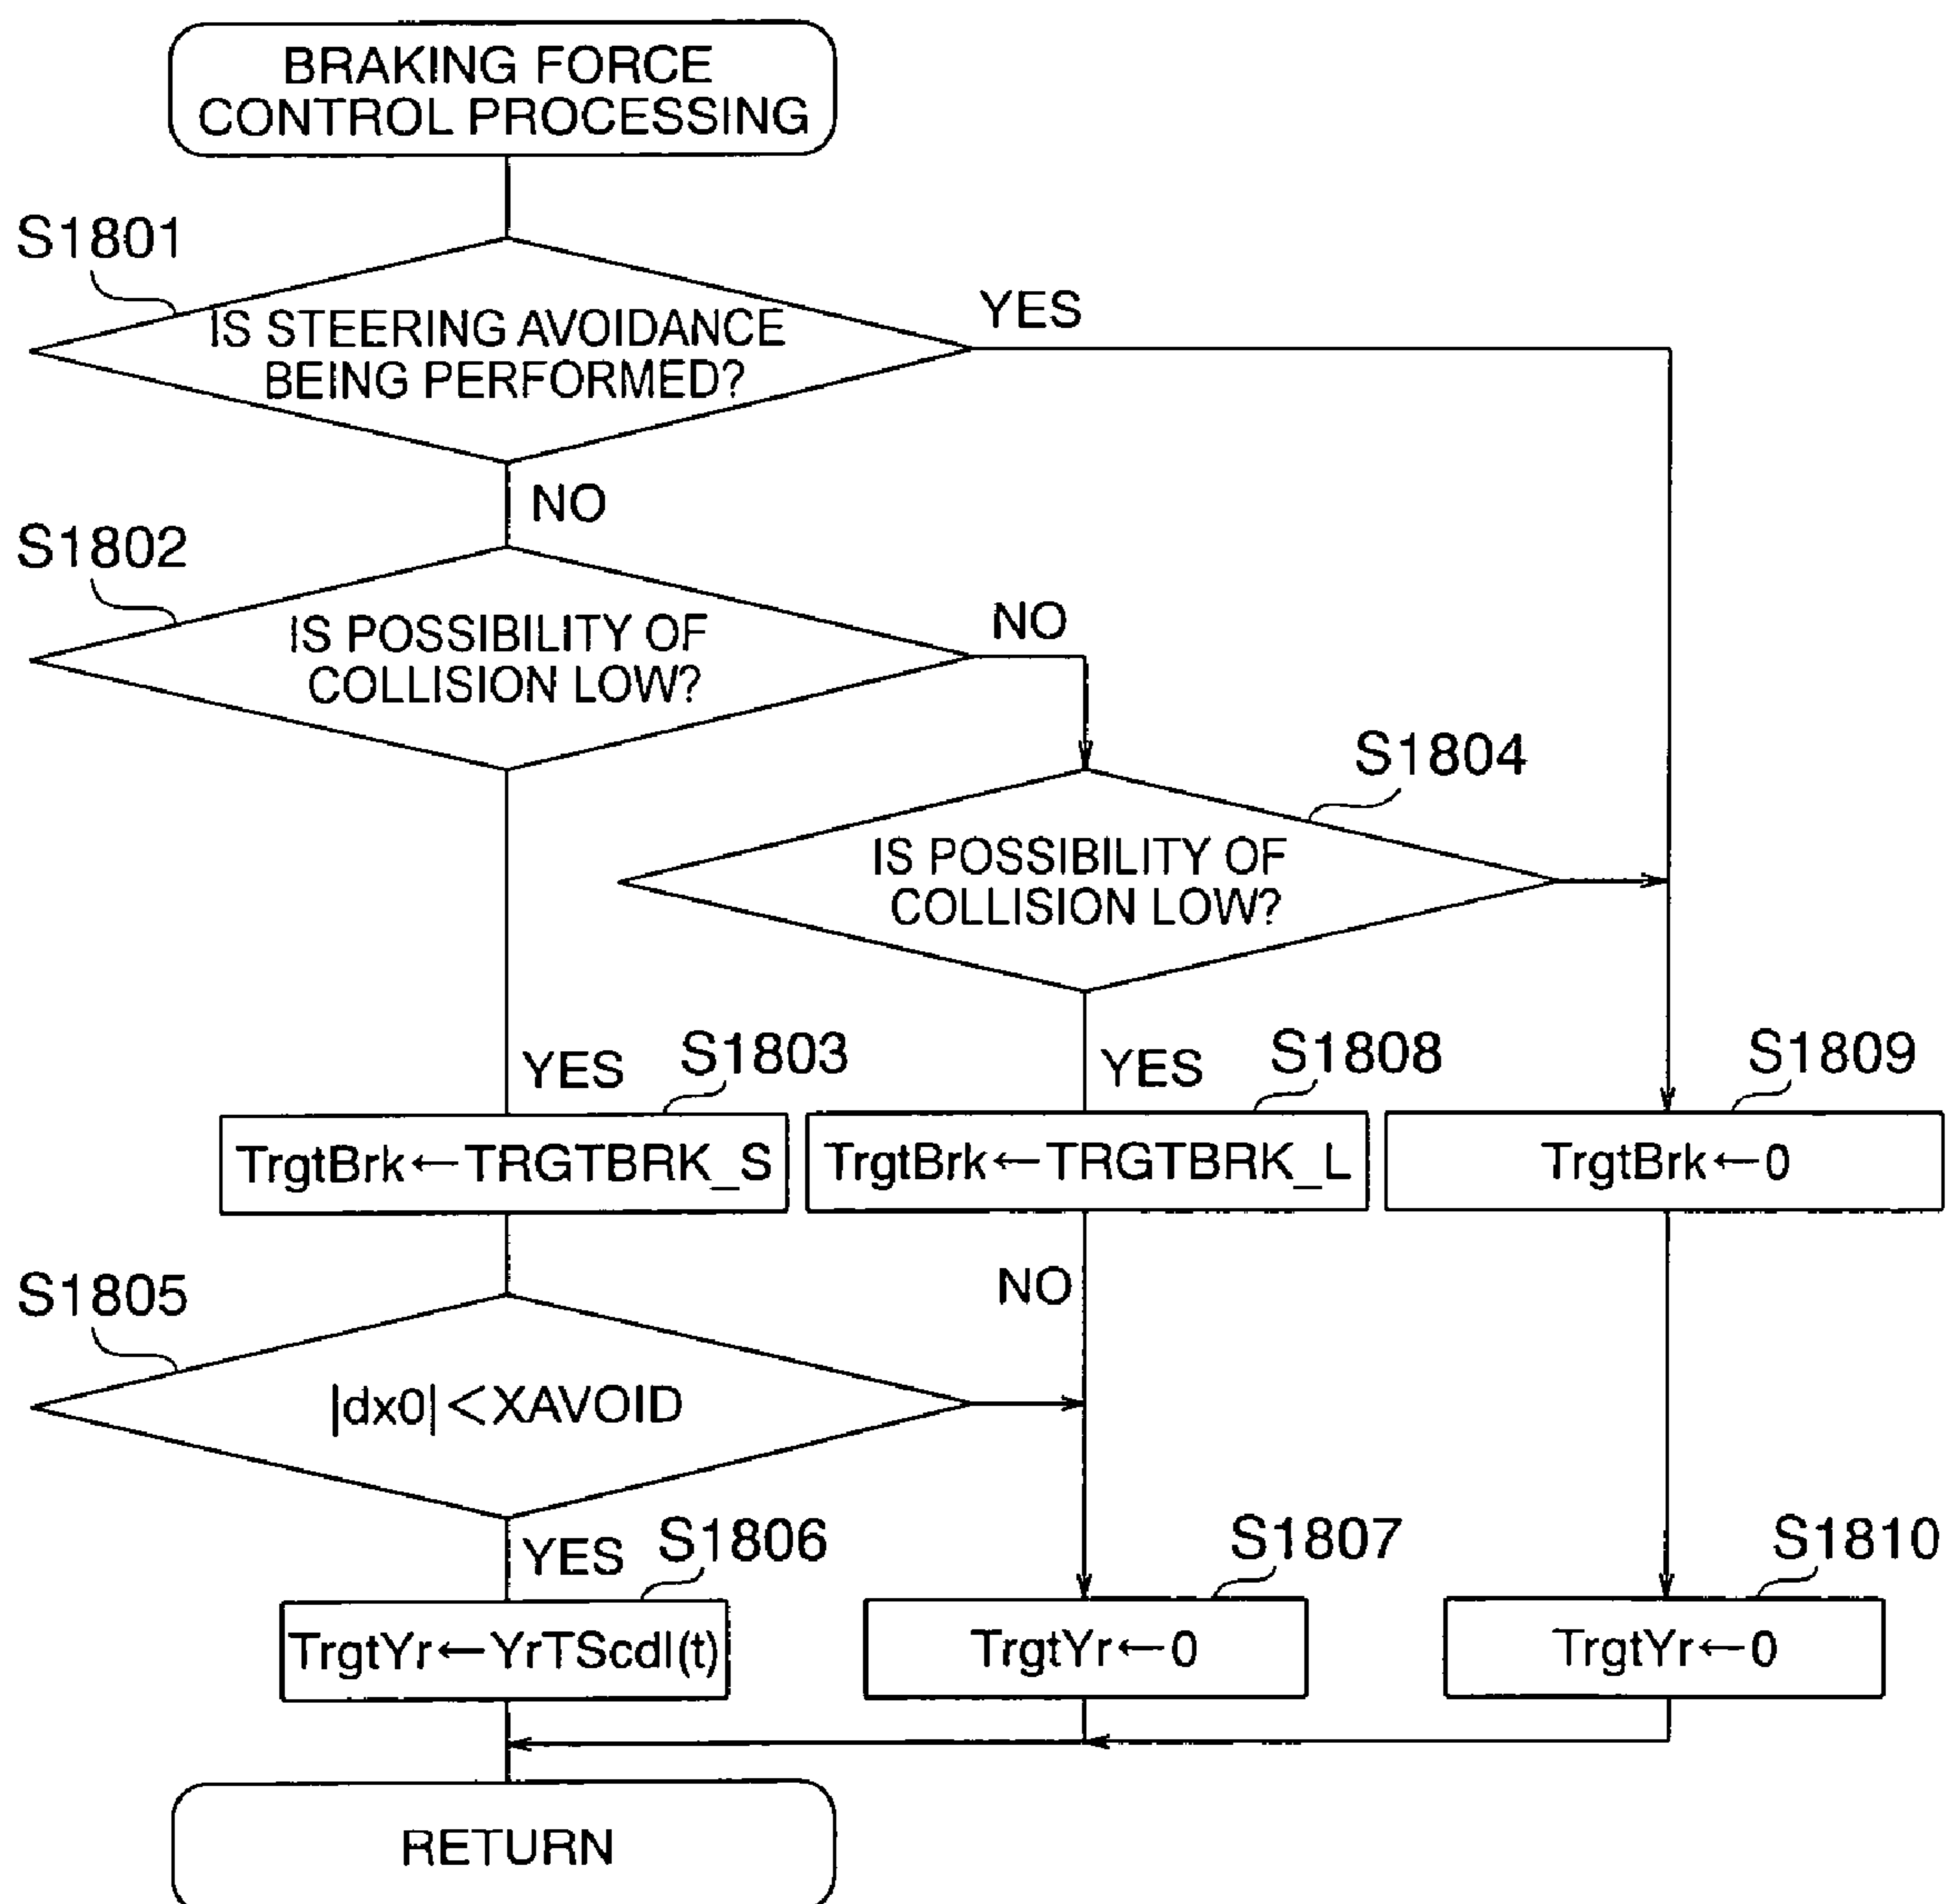 BRAKING FORCE
CONTROL PROCESSING
S1801
IS STEERING AVOIDANCE
BEING PERFORMED?
YES
NO
S1802
IS POSSIBILITY OF
COLLISION LOW?
NO
S1804
IS POSSIBILITY OF
COLLISION LOW?
YES
S1803
YES
S1808
S1809
TrgtBrk←TRGTBRK_S
TrgtBrk←TRGTBRK_L
TrgtBrk←0
S1805
NO
|dx0|<XAVOID
YES
S1806
S1807
S1810
TrgtYr←YrTScdl(t)
TrgtYr←0
TrgtYr←0
RETURN